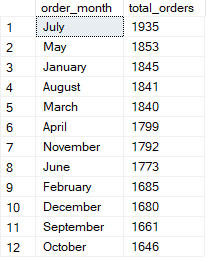 order_month total_orders
1 July 1935
2 May 1853
3 January 1845
4 August 1841
5 March 1840
6 April 1799
7 November 1792
8 June 1773
9 February 1685
10 December 1680
11 September 1661
12 October 1646